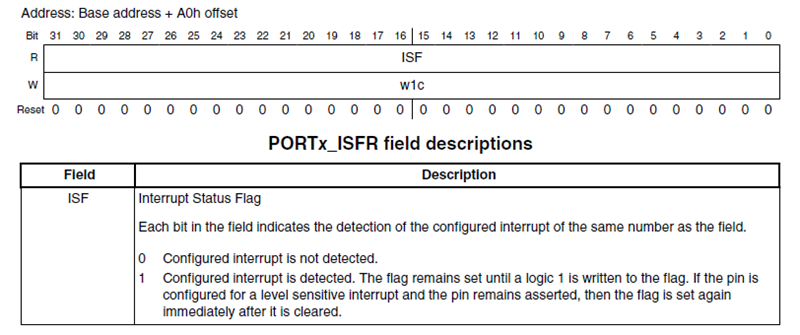 Address: Base address + A0h offset
Bit 31 30 29 28 27 26 25 24 23 22 21 20 19 18 17 16 15 14 13 12 11 10 9 8 7 6 5 4 3 2 1 0
R ISF
W w1c
Reset 0 0 0 0 0 0 0 0 0 0 0 0 0 0 0 0 0 0 0 0 0 0 0 0 0 0 0 0 0 0 0 0
PORTx_ISFR field descriptions
Field Description
ISF Interrupt Status Flag
Each bit in the field indicates the detection of the configured interrupt of the same number as the field.
0 Configured interrupt is not detected.
1 Configured interrupt is detected. The flag remains set until a logic 1 is written to the flag. If the pin is
configured for a level sensitive interrupt and the pin remains asserted, then the flag is set again
immediately after it is cleared.